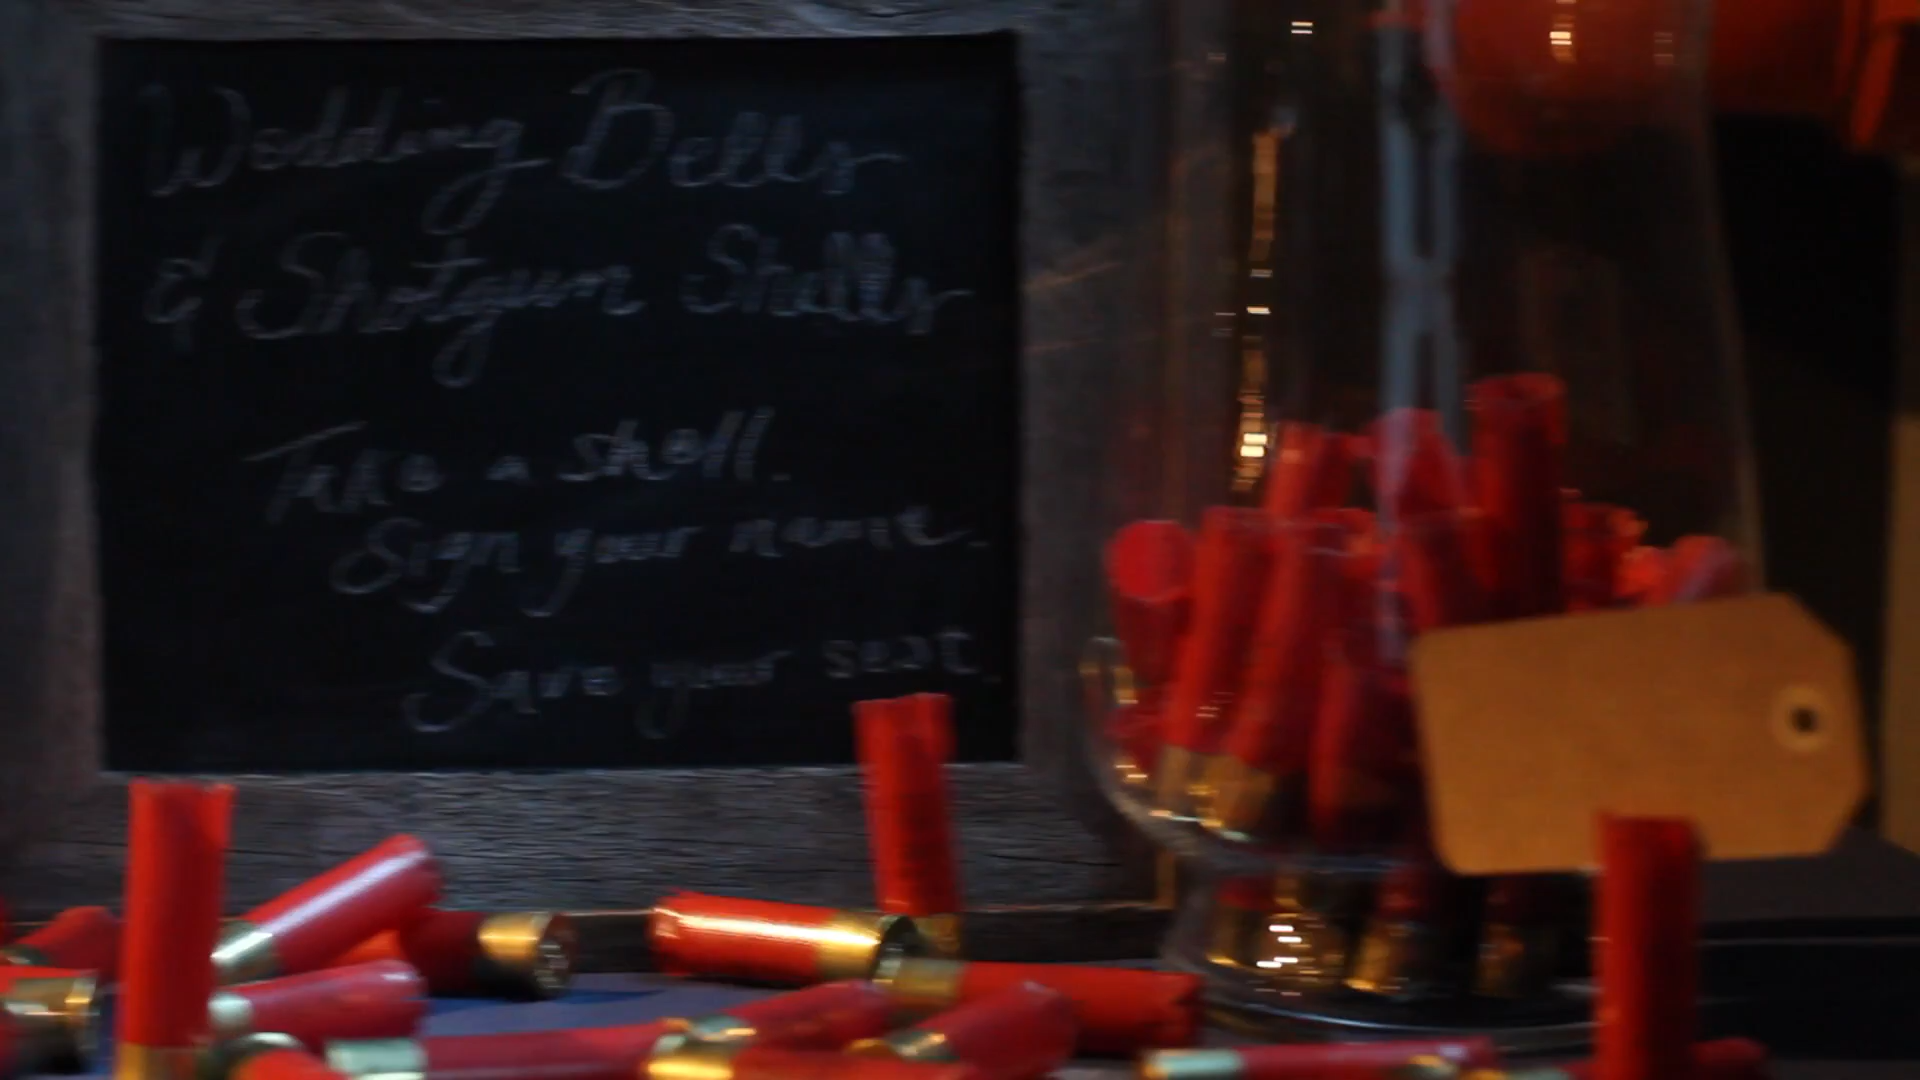 Wedding Bells
& Shotgun Shells
Take a shell.
Sign your name.
Save your seat.